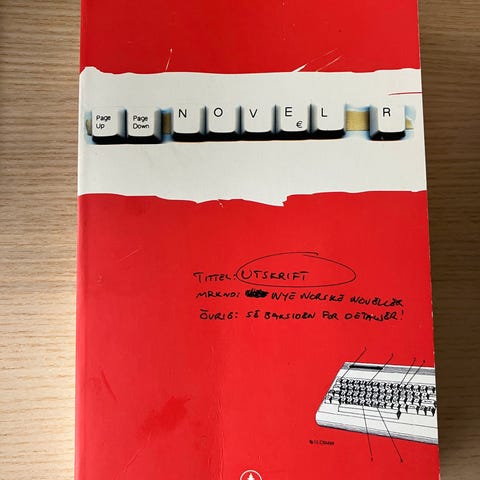 Page Up
Page Down
N O V E € L R
TITTEL: UTSKRIFT
MRKND: NYE NORSKE NOVELLER
ØVRIG: SE BAKSIDEN FOR DETALJER!